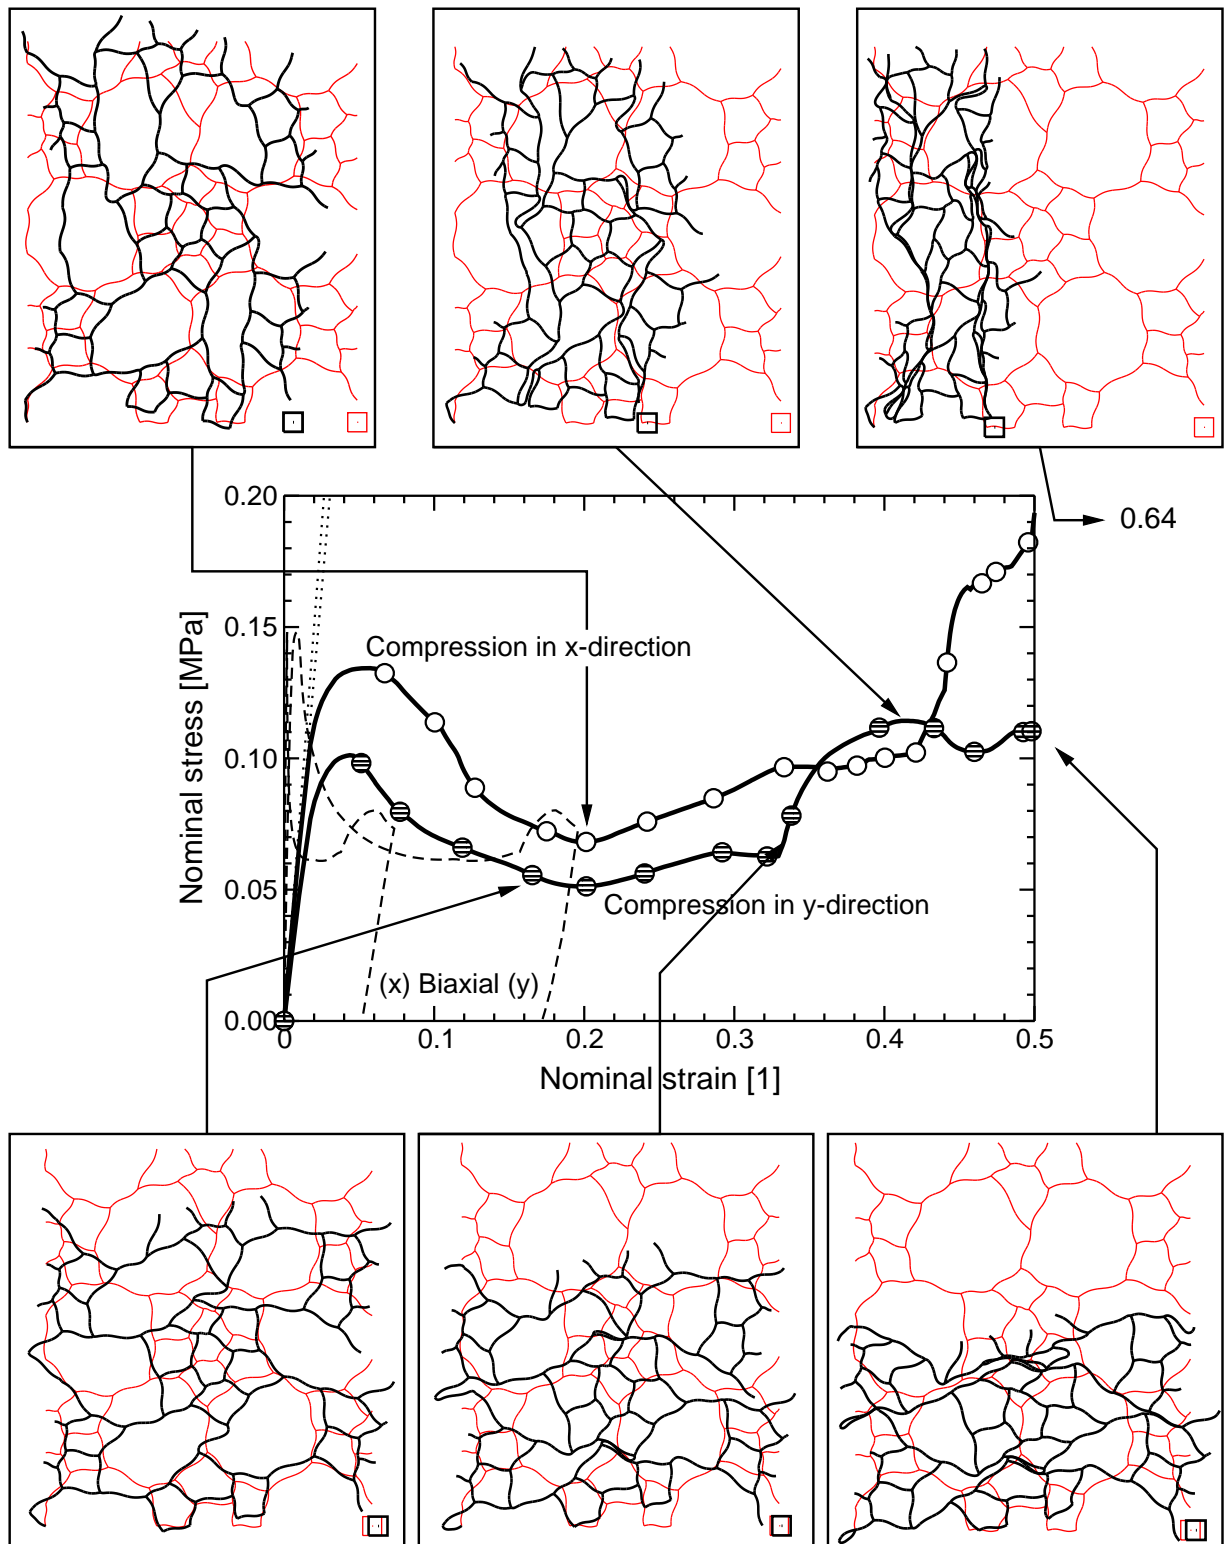 0.64
0.20
0.15
0.10
0.05
0.00
Nominal stress [MPa]
Compression in x-direction
Compression in y-direction
(x) Biaxial (y)
0
0.1
0.2
0.3
0.4
0.5
Nominal strain [1]